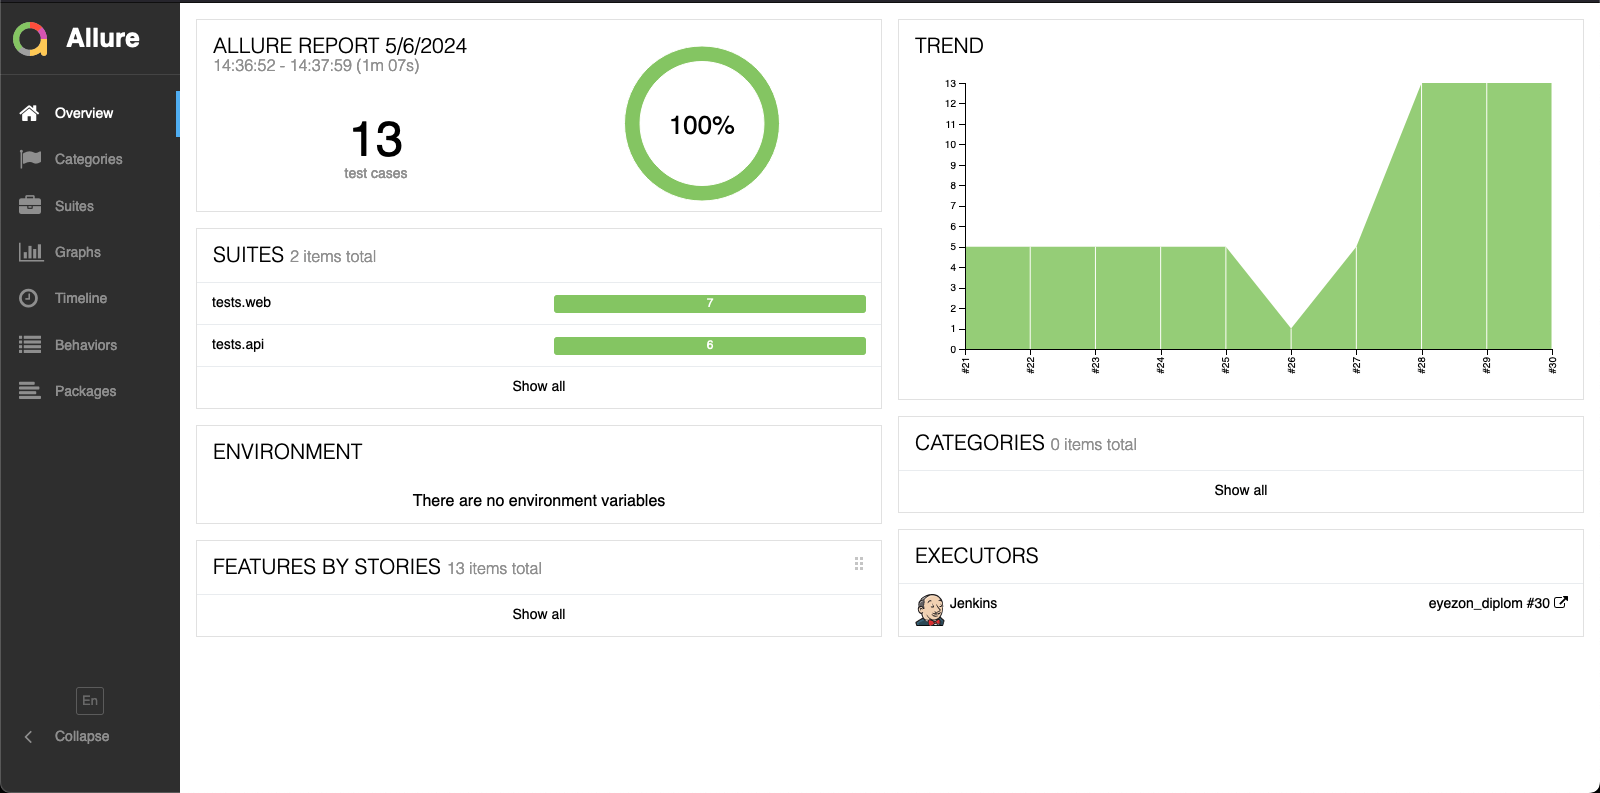 Allure
Overview
Categories
Suites
Graphs
Timeline
Behaviors
Packages
En
Collapse
ALLURE REPORT 5/6/2024
14:36:52 - 14:37:59 (1m 07s)
13
test cases
100%
SUITES 2 items total
tests.web 7
tests.api 6
Show all
ENVIRONMENT
There are no environment variables
FEATURES BY STORIES 13 items total
Show all
TREND
13
12
11
10
9
8
7
6
5
4
3
2
1
0
#21 #22 #23 #24 #25 #26 #27 #28 #29 #30
CATEGORIES 0 items total
Show all
EXECUTORS
Jenkins eyezon_diplom #30